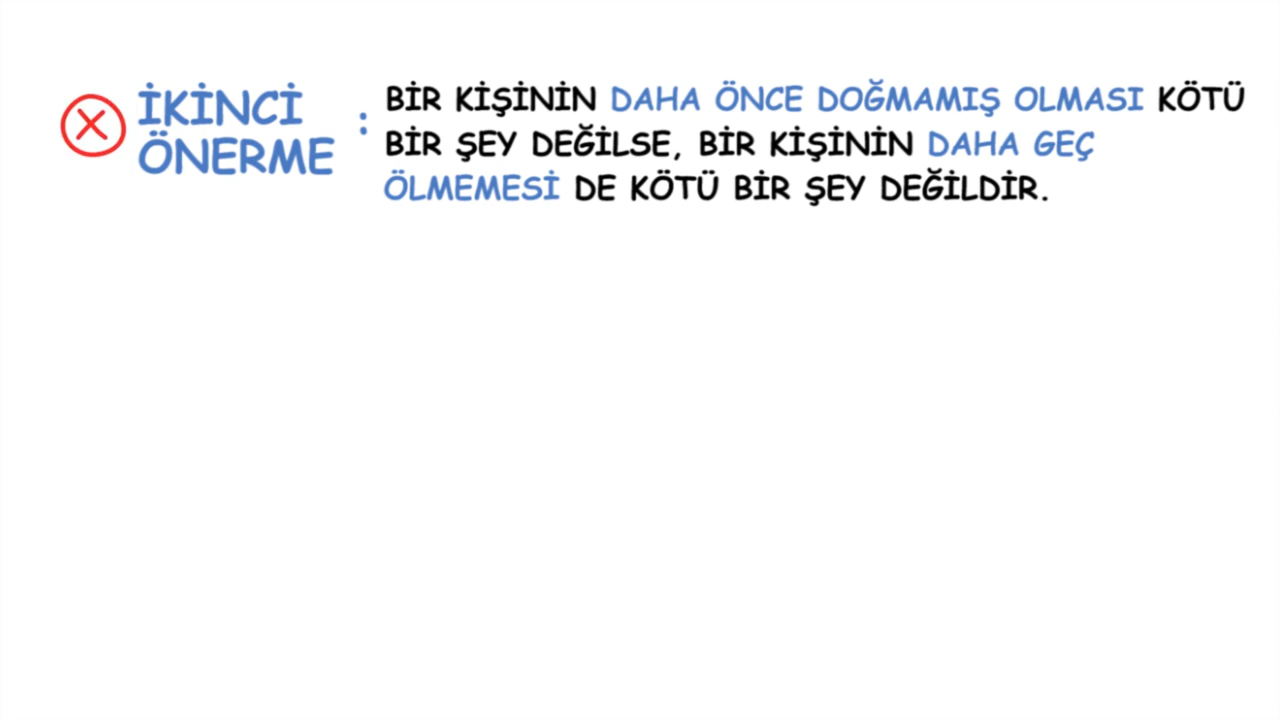 İKİNCİ
ÖNERME
:
BİR KİŞİNİN DAHA ÖNCE DOĞMAMIŞ OLMASI KÖTÜ
BİR ŞEY DEĞİLSE, BİR KİŞİNİN DAHA GEÇ
ÖLMEMESİ DE KÖTÜ BİR ŞEY DEĞİLDİR.